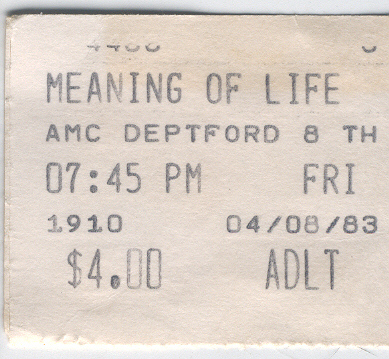 MEANING OF LIFE
AMC DEPTFORD 8 TH
07:45 PM FRI
1910 04/08/83
$4.00 ADLT